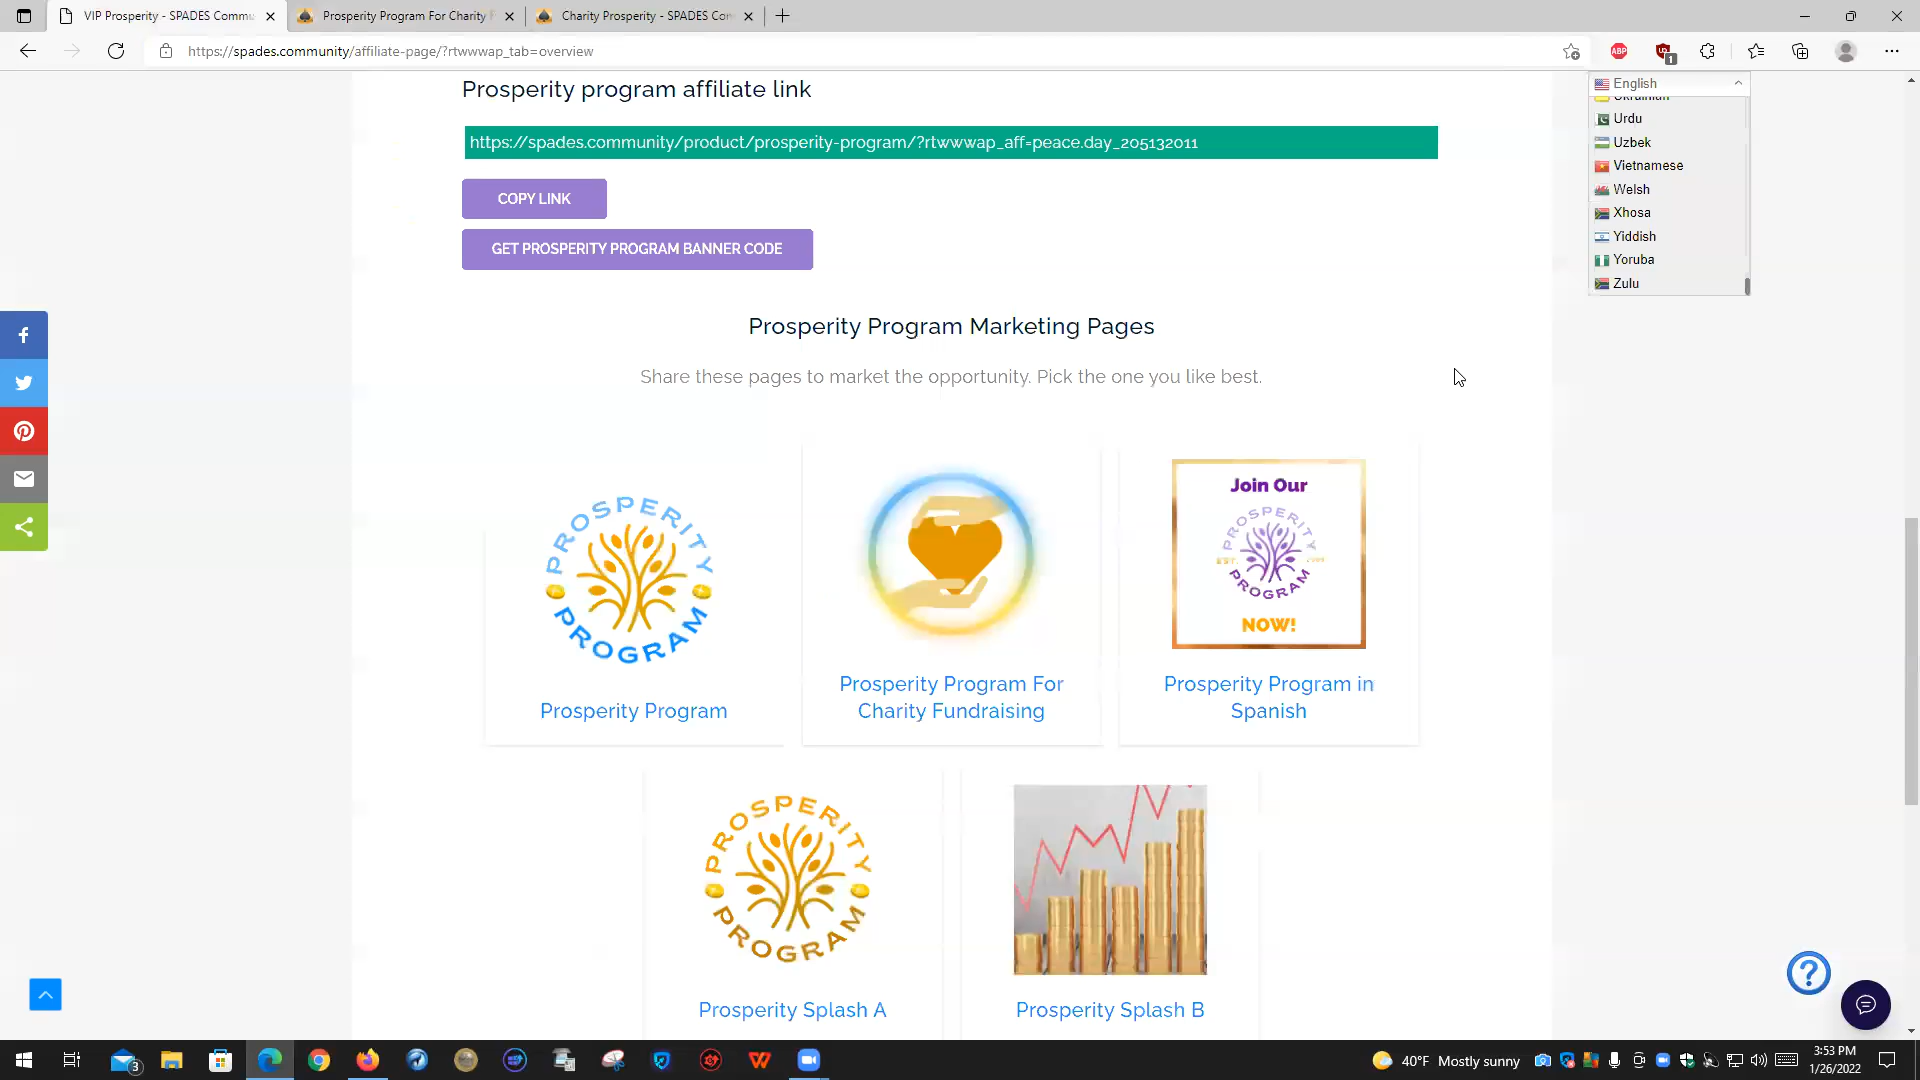 VIP Prosperity - SPADES Commu
Prosperity Program For Charity F
Charity Prosperity - SPADES Com
https://spades.community/affiliate-page/?rtwwwap_tab=overview
ABP
1
Prosperity program affiliate link
https://spades.community/product/prosperity-program/?rtwwwap_aff=peace.day_205132011
COPY LINK
GET PROSPERITY PROGRAM BANNER CODE
English
Ukrainian
Urdu
Uzbek
Vietnamese
Welsh
Xhosa
Yiddish
Yoruba
Zulu
Prosperity Program Marketing Pages
Share these pages to market the opportunity. Pick the one you like best.
PROSPERITY
PROGRAM
Prosperity Program
Prosperity Program For
Charity Fundraising
Join Our
PROSPERITY
EST.
PROGRAM
NOW!
Prosperity Program in
Spanish
PROSPERITY
PROGRAM
Prosperity Splash A
Prosperity Splash B
3
40°F Mostly sunny
3:53 PM
1/26/2022